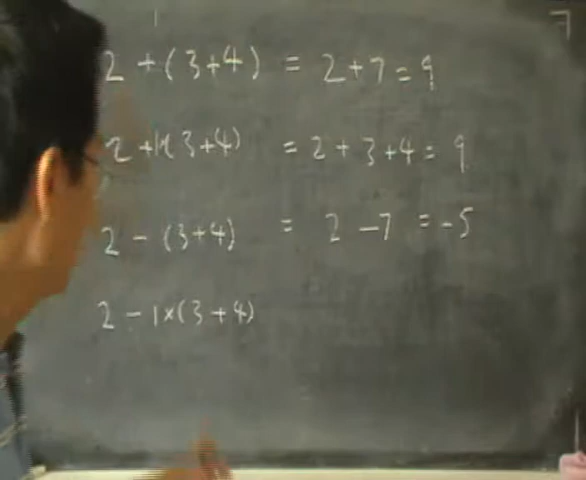 7
2 + (3+4) = 2+7 = 9
2 + 1×(3+4) = 2 + 3 + 4 = 9
2 - (3+4) = 2 - 7 = -5
2 - 1×(3 + 4)